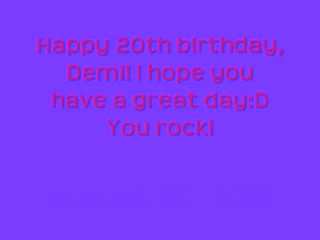 Happy 20th birthday,
Demi! I hope you
have a great day:D
You rock!